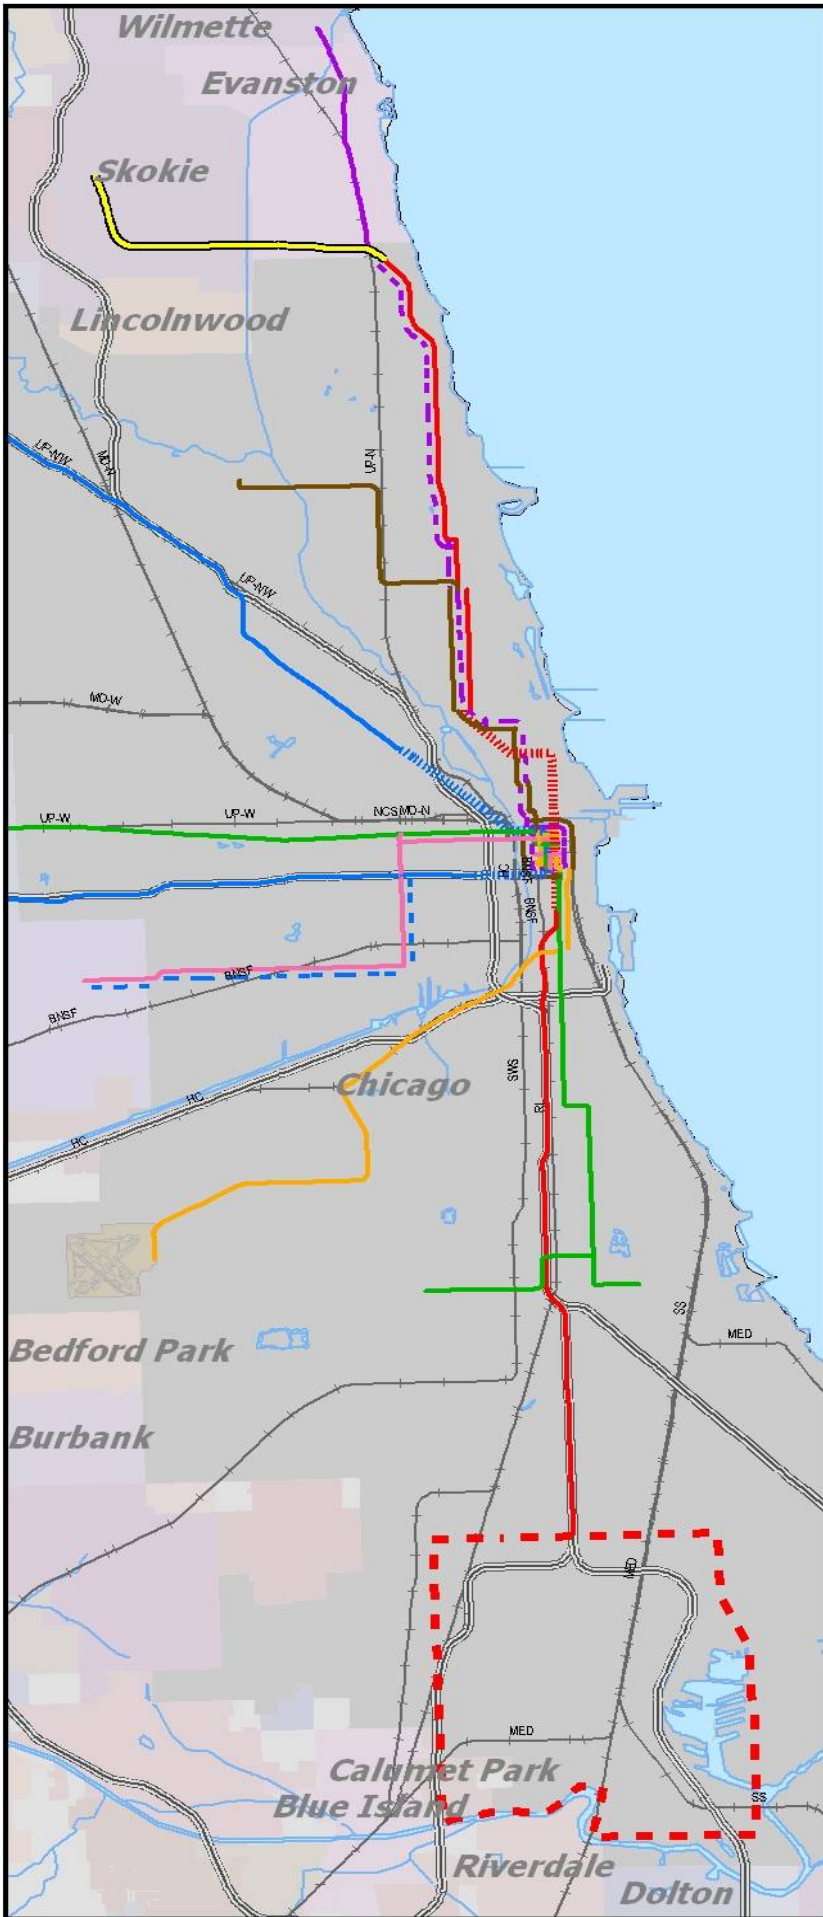 Wilmette
Evanston
Skokie
Lincolnwood
UP-NW
MD-N
UP-N
UP-NW
MD-W
UP-W
UP-W
NCS
MD-N
BNSF
BNSF
BNSF
HC
HC
SWS
RI
Chicago
SS
MED
Bedford Park
Burbank
MED
MED
Calumet Park
Blue Island
SS
Riverdale
Dolton